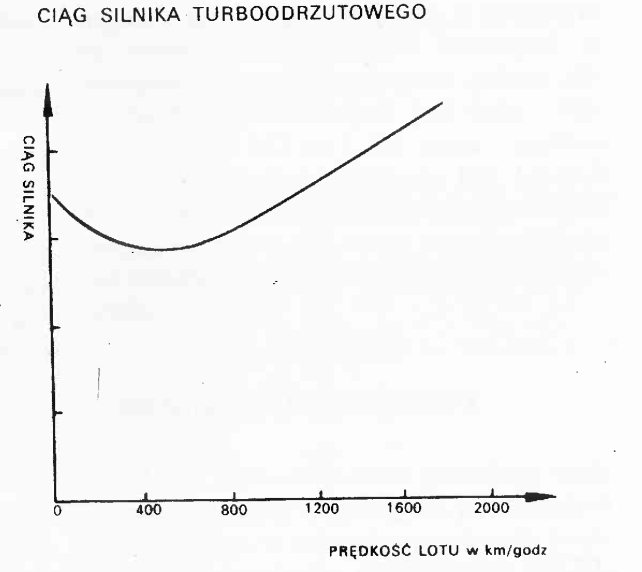 CIĄG SILNIKA TURBOODRZUTOWEGO
CIĄG SILNIKA
0 400 800 1200 1600 2000
PRĘDKOŚĆ LOTU w km/godz